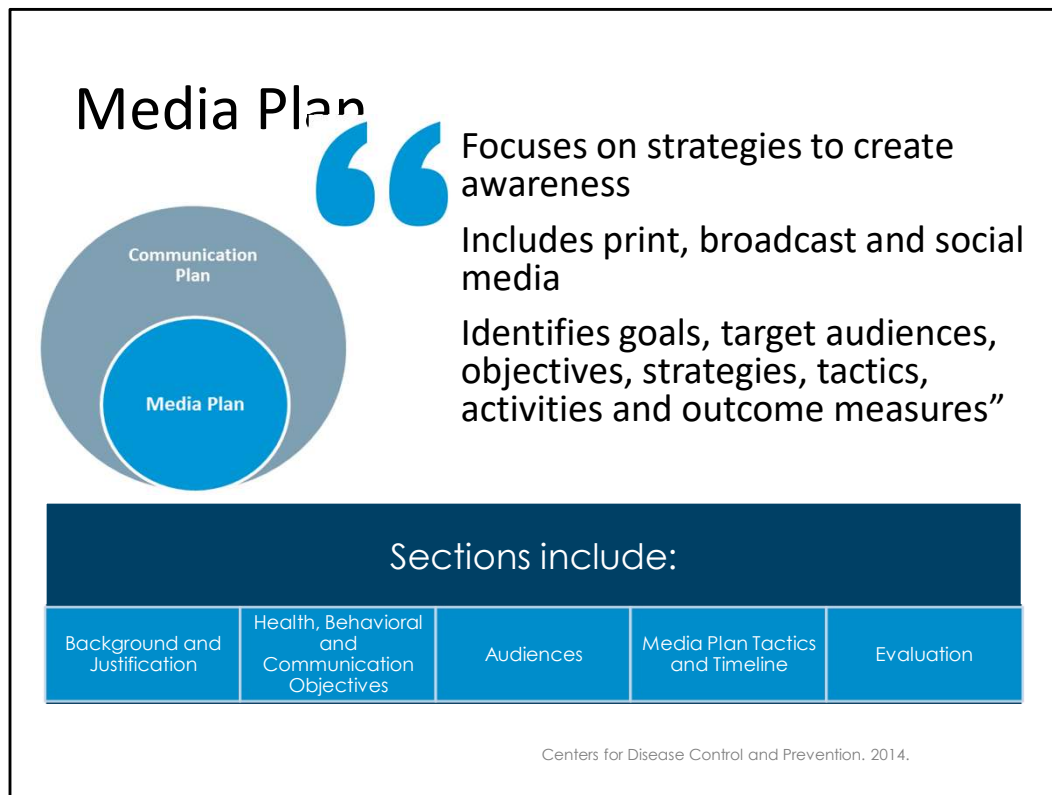 Media Plan
“
Focuses on strategies to create
awareness
Includes print, broadcast and social
media
Identifies goals, target audiences,
objectives, strategies, tactics,
activities and outcome measures”
Communication
Plan
Media Plan
Sections include:
Background and
Justification
Health, Behavioral
and
Communication
Objectives
Audiences
Media Plan Tactics
and Timeline
Evaluation
Centers for Disease Control and Prevention. 2014.